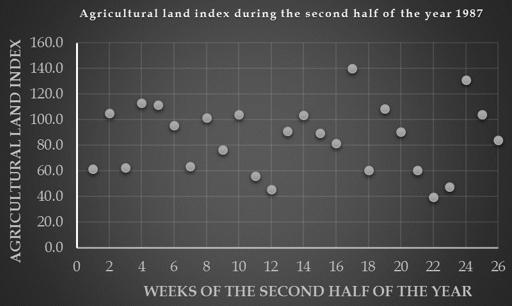 Agricultural land index during the second half of the year 1987
AGRICULTURAL LAND INDEX
160.0
140.0
120.0
100.0
80.0
60.0
40.0
20.0
0.0
0 2 4 6 8 10 12 14 16 18 20 22 24 26
WEEKS OF THE SECOND HALF OF THE YEAR